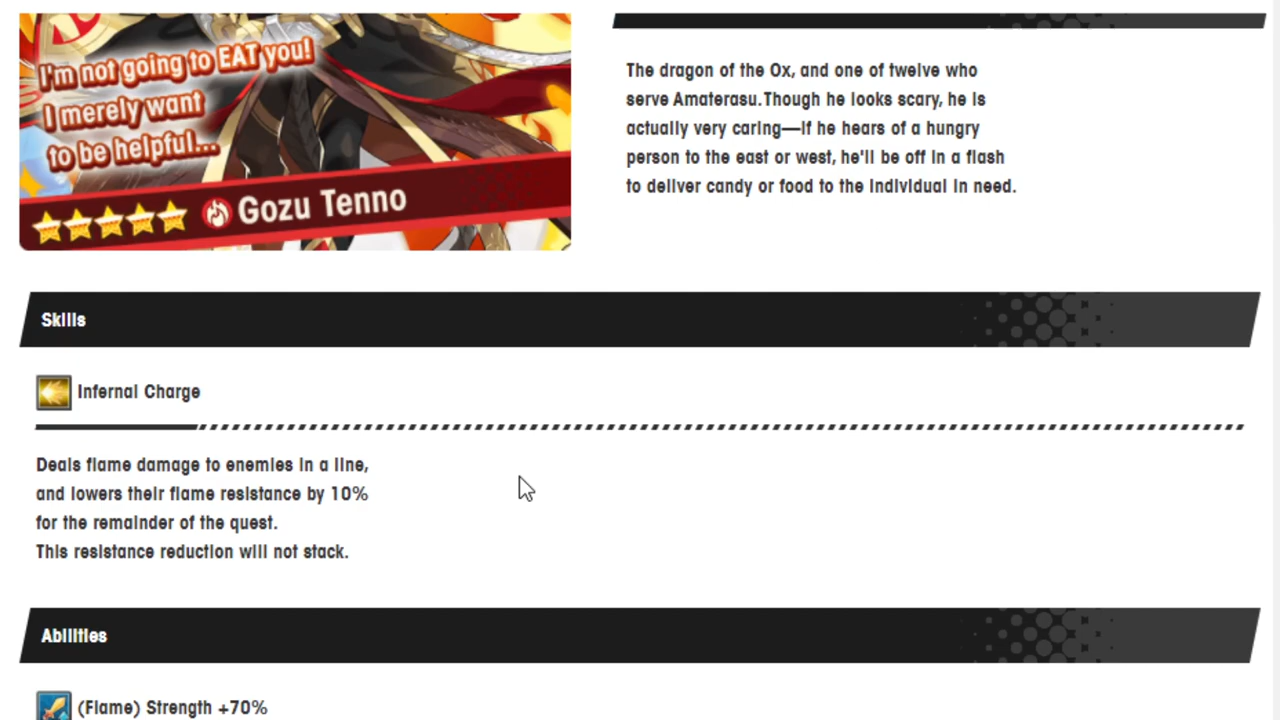 I'm not going to EAT you!
I merely want
to be helpful...
Gozu Tenno
The dragon of the Ox, and one of twelve who
serve Amaterasu.Though he looks scary, he is
actually very caring—if he hears of a hungry
person to the east or west, he'll be off in a flash
to deliver candy or food to the individual in need.
Skills
Infernal Charge
Deals flame damage to enemies in a line,
and lowers their flame resistance by 10%
for the remainder of the quest.
This resistance reduction will not stack.
Abilities
(Flame) Strength +70%